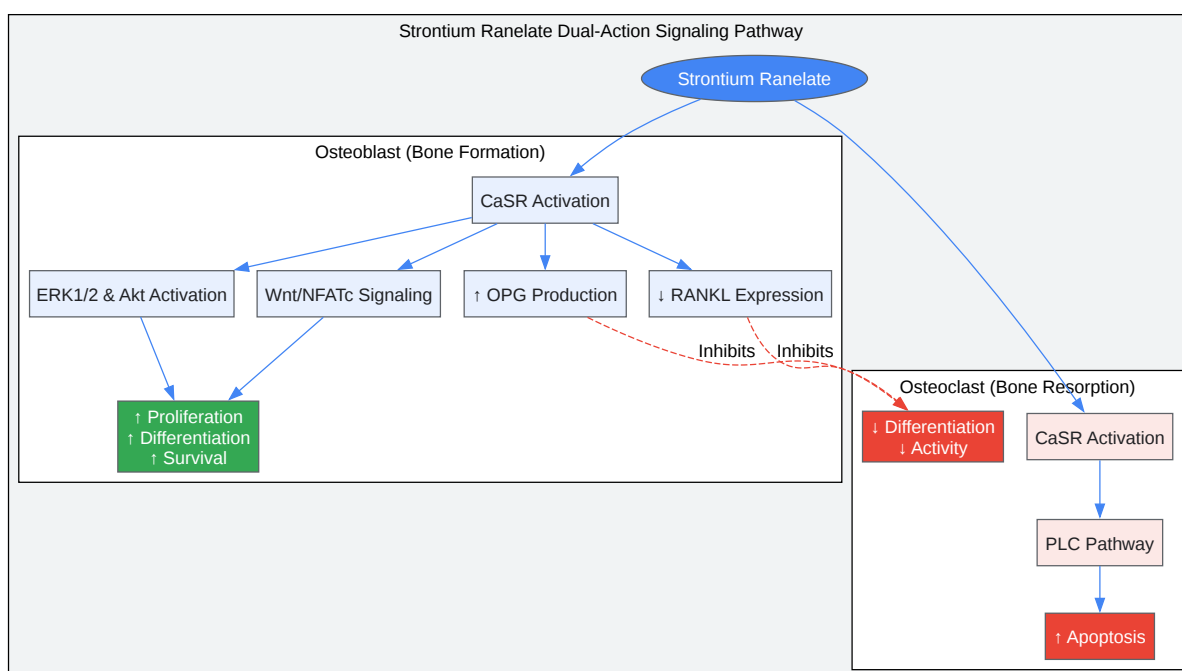 Strontium Ranelate Dual-Action Signaling Pathway
Strontium Ranelate
Osteoblast (Bone Formation)
CaSR Activation
ERK1/2 & Akt Activation
Wnt/NFATc Signaling
↑ OPG Production
↓ RANKL Expression
Inhibits
Inhibits
↑ Proliferation
↑ Differentiation
↑ Survival
Osteoclast (Bone Resorption)
↓ Differentiation
↓ Activity
CaSR Activation
PLC Pathway
↑ Apoptosis